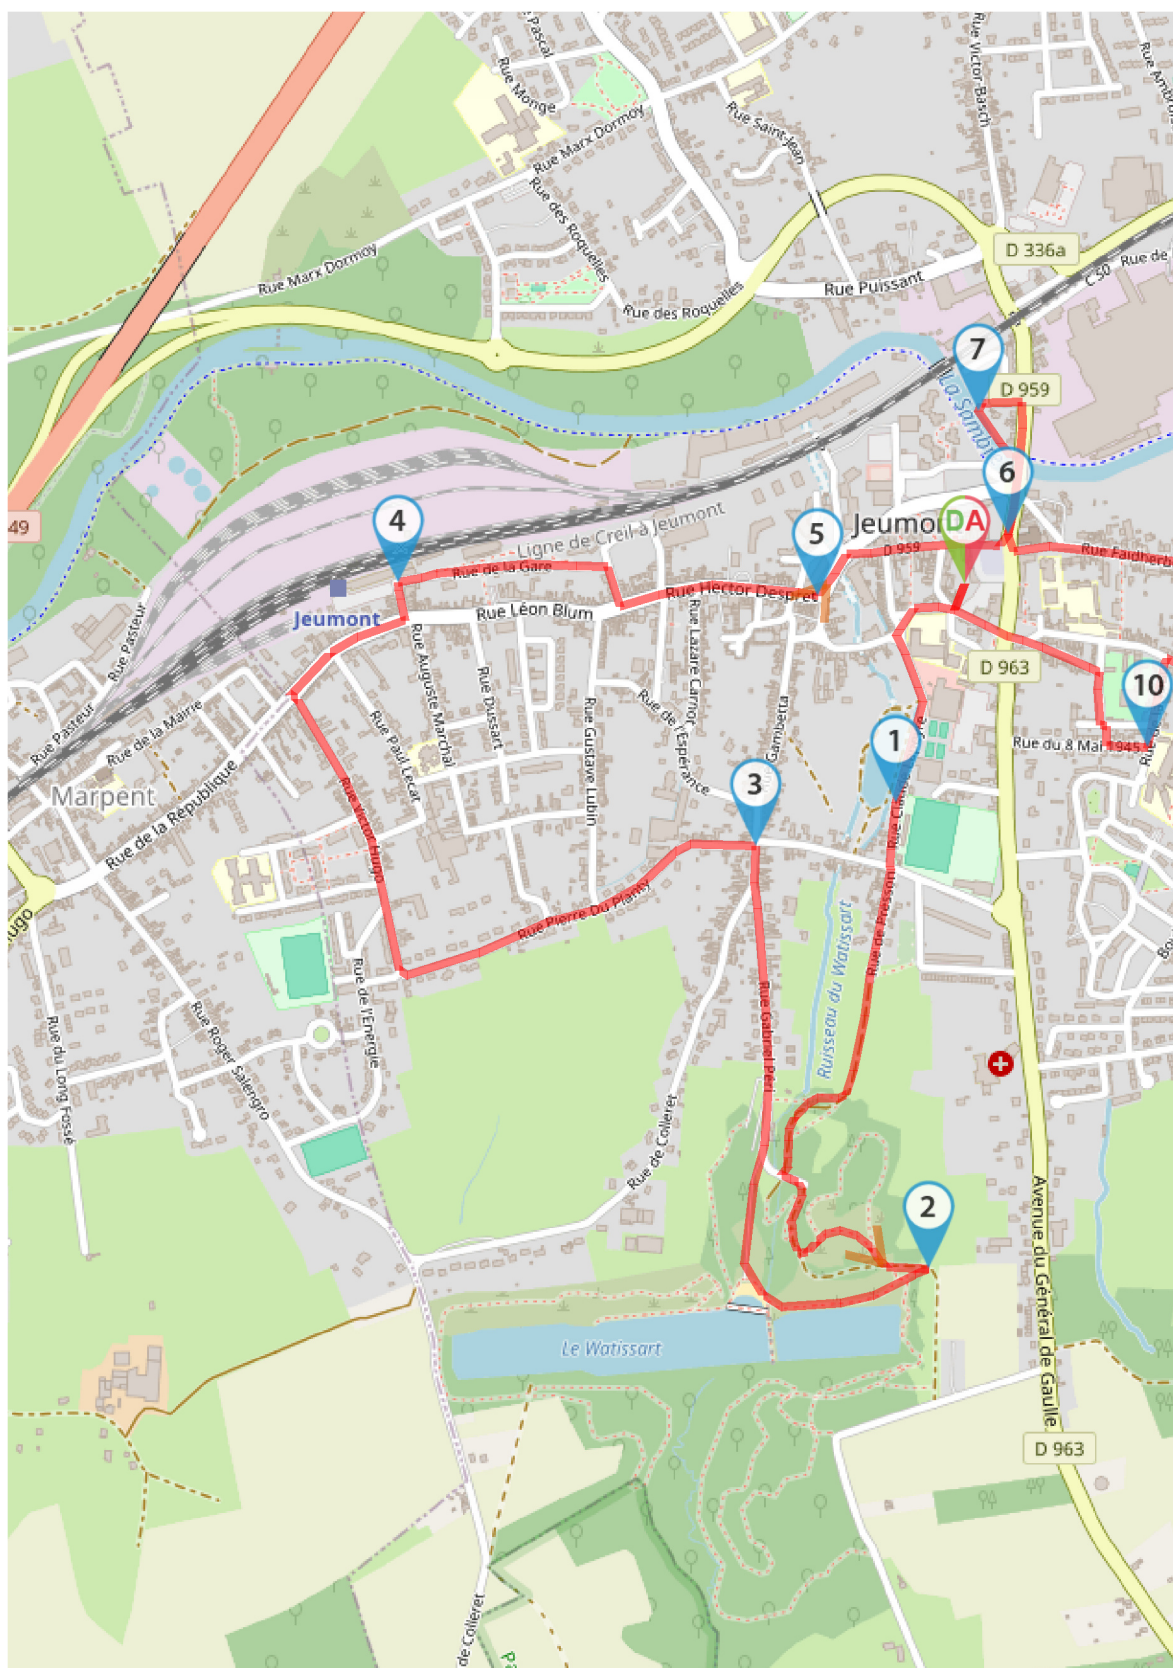 Rue Pascal
Rue Monge
Rue Marx Dormoy
Rue Saint-Jean
Rue Victor Basch
Rue Ambroise
Rue des Roquelles
Rue Marx Dormoy
Rue des Roquelles
Rue Puissant
D 336a
C 50
Rue de
7
D 959
La Sambre
6
49
4
5
Jeumont
DA
Ligne de Creil à Jeumont
D 959
Rue Faidherbe
Rue de la Gare
Rue Hector Despret
Jeumont
Rue Léon Blum
Rue Pasteur
Rue Auguste Marchal
Rue Dussart
Rue Lazare Carnot
D 963
10
Rue Pasteur
Rue de la Mairie
Rue Paul Lecar
Rue de l'Espérance
Gambetta
1
Rue du 8 Mai 1945
Rue Gustave Lubin
3
Marpent
Rue de la République
Rue Victor Hugo
Rue Pierre Du Planty
Hugo
Rue de Presson
Ruisseau du Watissart
Rue de l'Énergie
Rue Gabriel Péri
Rue du Long Fossé
Rue Roger Salengro
Rue de Colleret
2
Avenue du Général de Gaulle
Le Watissart
D 963
de Colleret